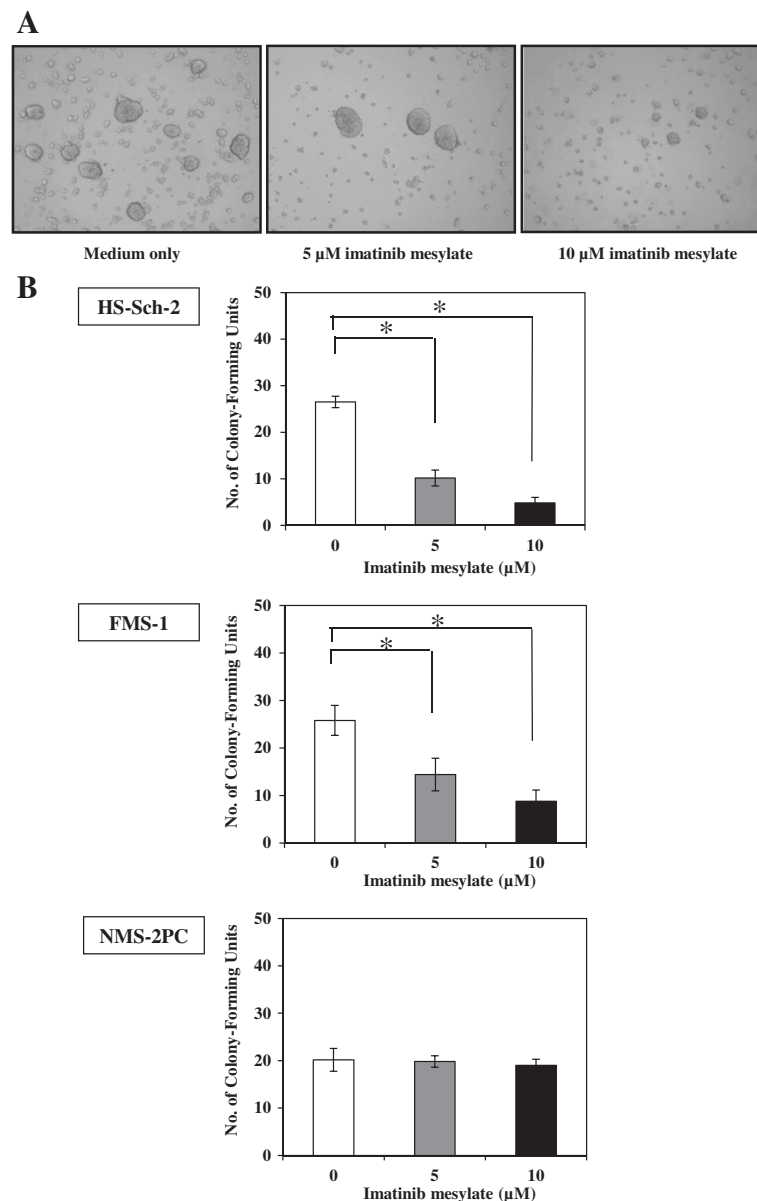 A
Medium only
5 µM imatinib mesylate
10 µM imatinib mesylate
B
HS-Sch-2
No. of Colony-Forming Units
50
40
30
20
10
0
*
*
0 5 10
Imatinib mesylate (µM)
FMS-1
No. of Colony-Forming Units
50
40
30
20
10
0
*
*
0 5 10
Imatinib mesylate (µM)
NMS-2PC
No. of Colony-Forming Units
50
40
30
20
10
0
0 5 10
Imatinib mesylate (µM)